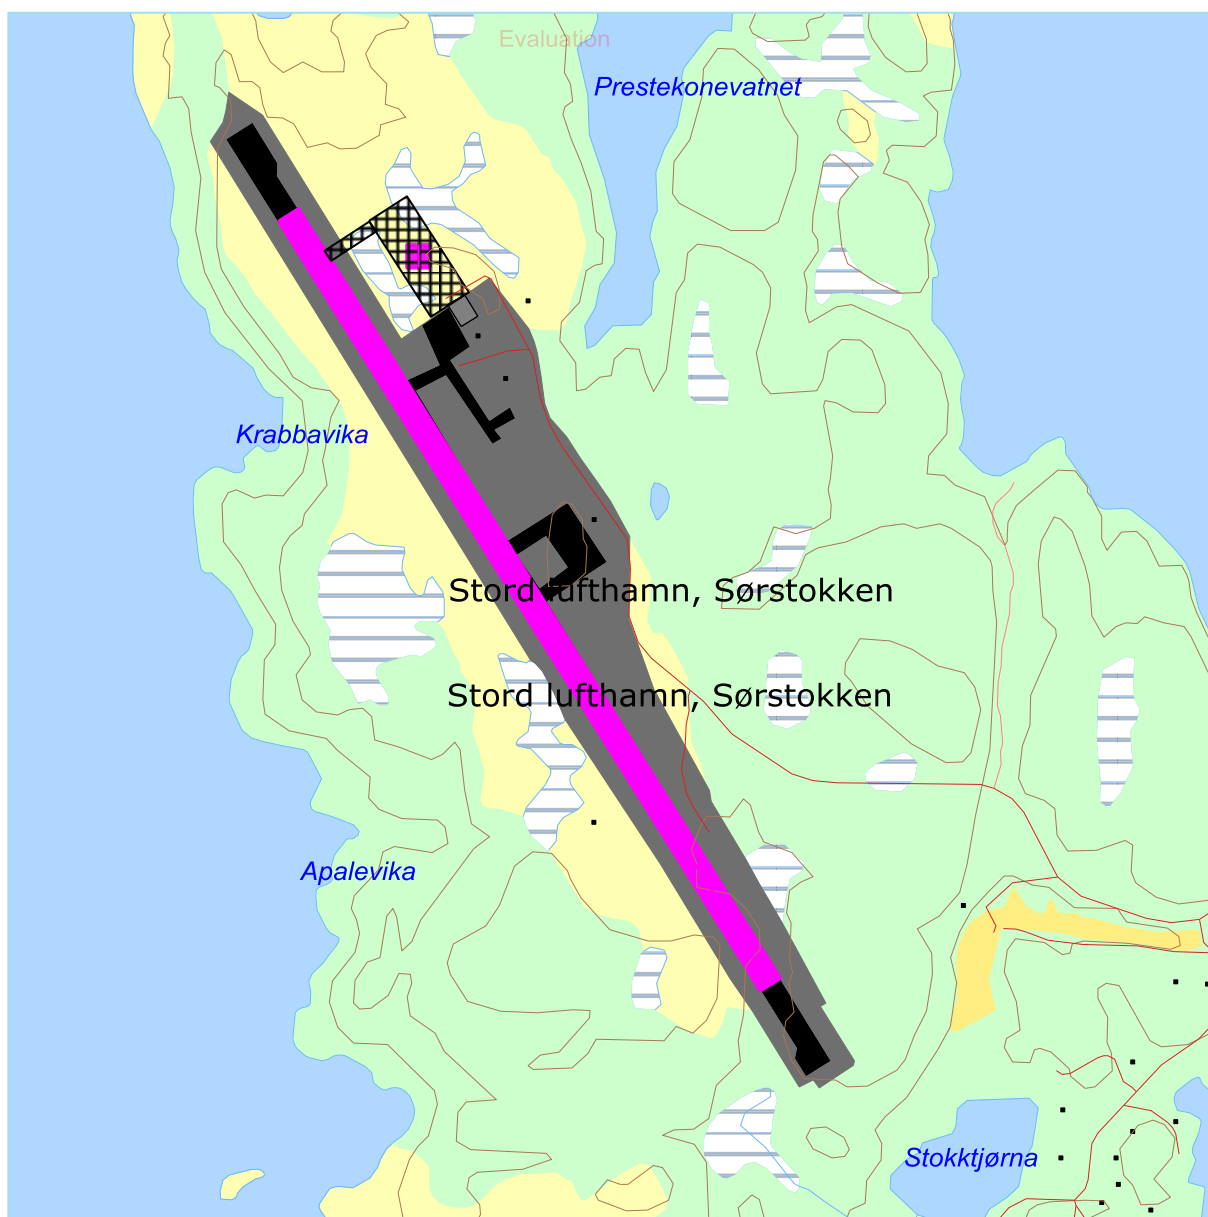 Evaluation
Prestekonevatnet
Krabbavika
Stord lufthamn, Sørstokken
Stord lufthamn, Sørstokken
Apalevika
Stokktjørna